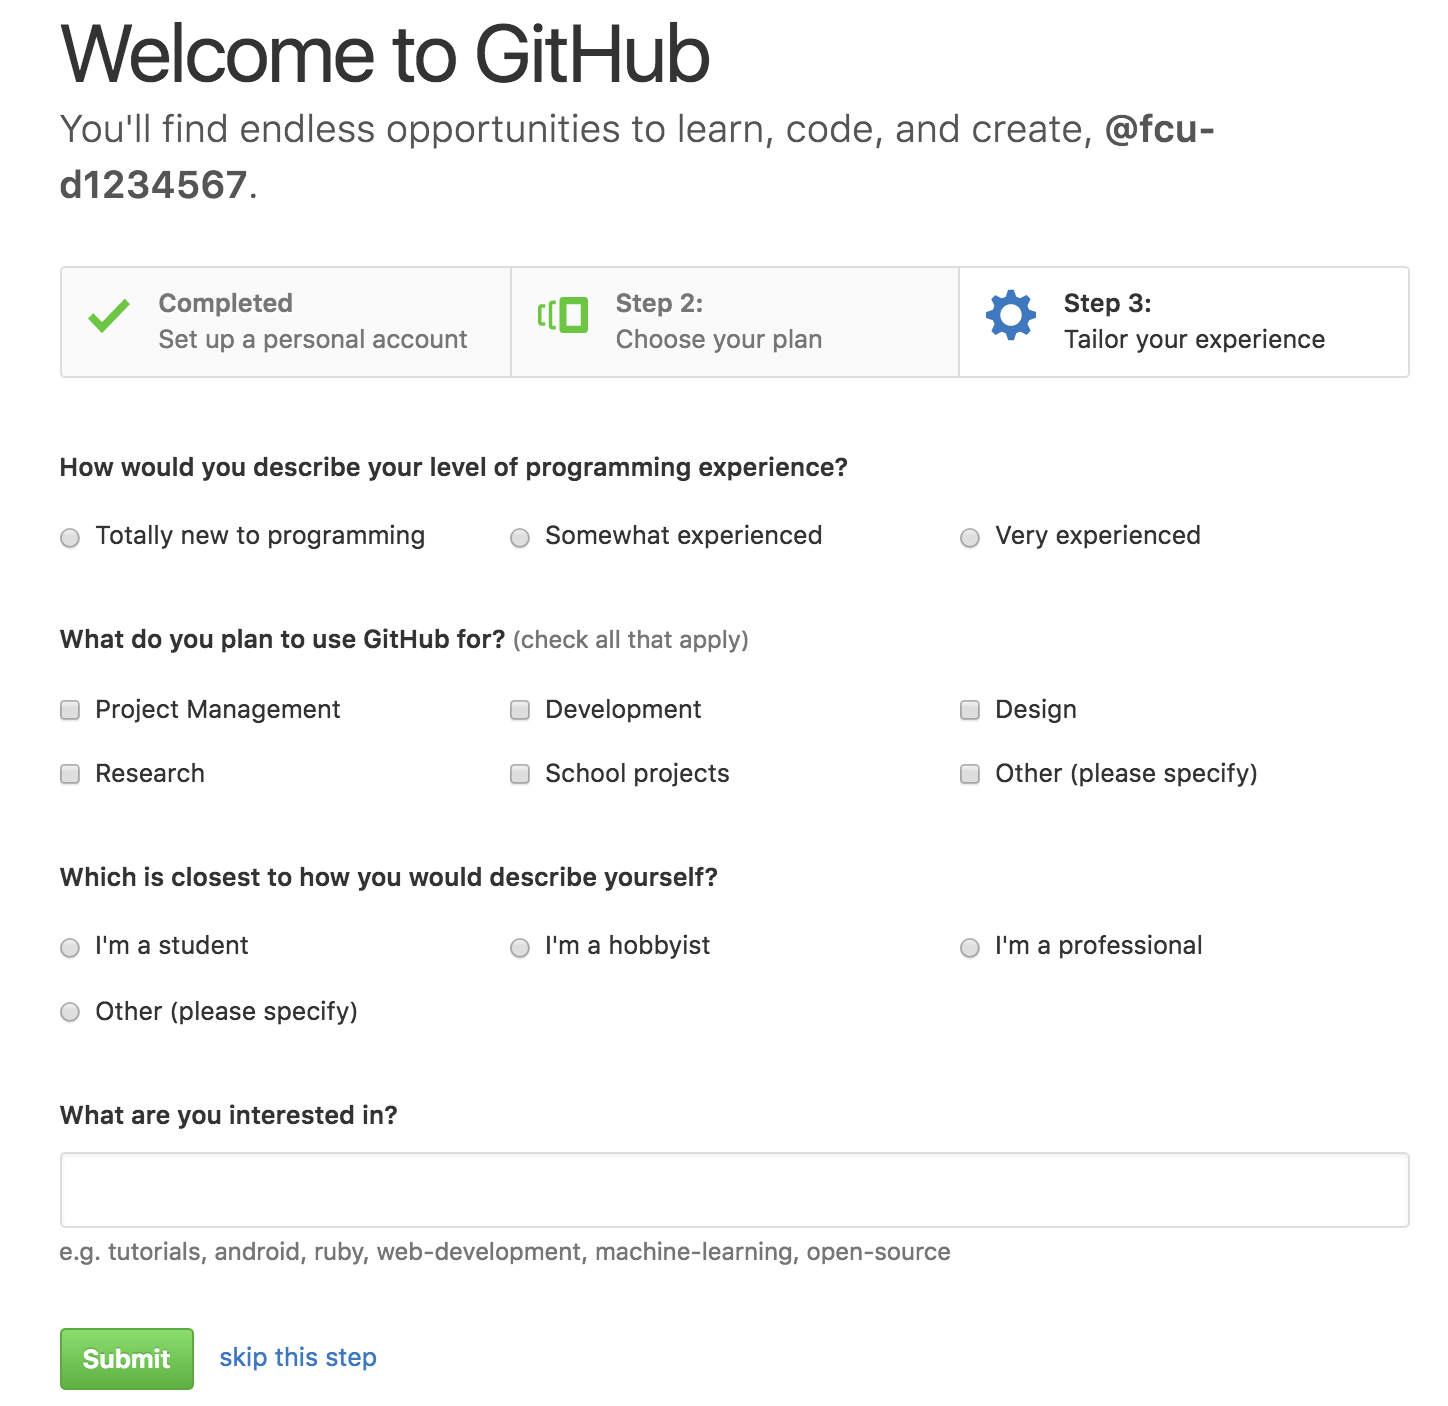 Welcome to GitHub
You'll find endless opportunities to learn, code, and create, @fcu-
d1234567.
Completed
Set up a personal account
Step 2:
Choose your plan
Step 3:
Tailor your experience
How would you describe your level of programming experience?
Totally new to programming
Somewhat experienced
Very experienced
What do you plan to use GitHub for? (check all that apply)
Project Management
Development
Design
Research
School projects
Other (please specify)
Which is closest to how you would describe yourself?
I'm a student
I'm a hobbyist
I'm a professional
Other (please specify)
What are you interested in?
e.g. tutorials, android, ruby, web-development, machine-learning, open-source
Submit
skip this step